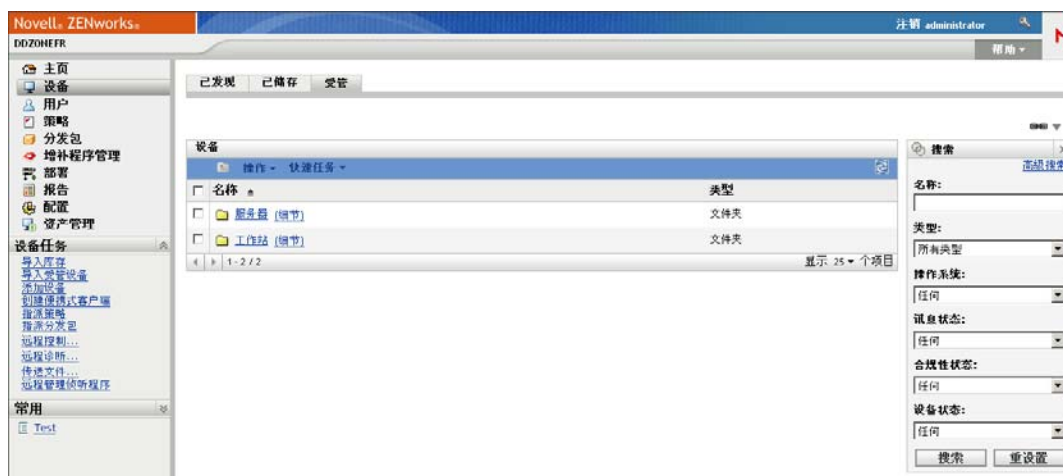 Novell® ZENworks®
注销 administrator
DDZONEFR
帮助
主页
设备
用户
策略
分发包
增补程序管理
部署
报告
配置
资产管理
设备任务
导入库存
导入受管设备
添加设备
创建便携式客户端
指派策略
指派分发包
远程控制...
远程诊断...
传送文件...
远程管理侦听程序
常用
Test
已发现 已储存 受管
设备
操作 快速任务
名称 类型
服务器 (细节) 文件夹
工作站 (细节) 文件夹
1 - 2 / 2 显示 25 个项目
搜索
高级搜索
名称:
类型:
所有类型
操作系统:
任何
讯息状态:
任何
合规性状态:
任何
设备状态:
任何
搜索 重设置